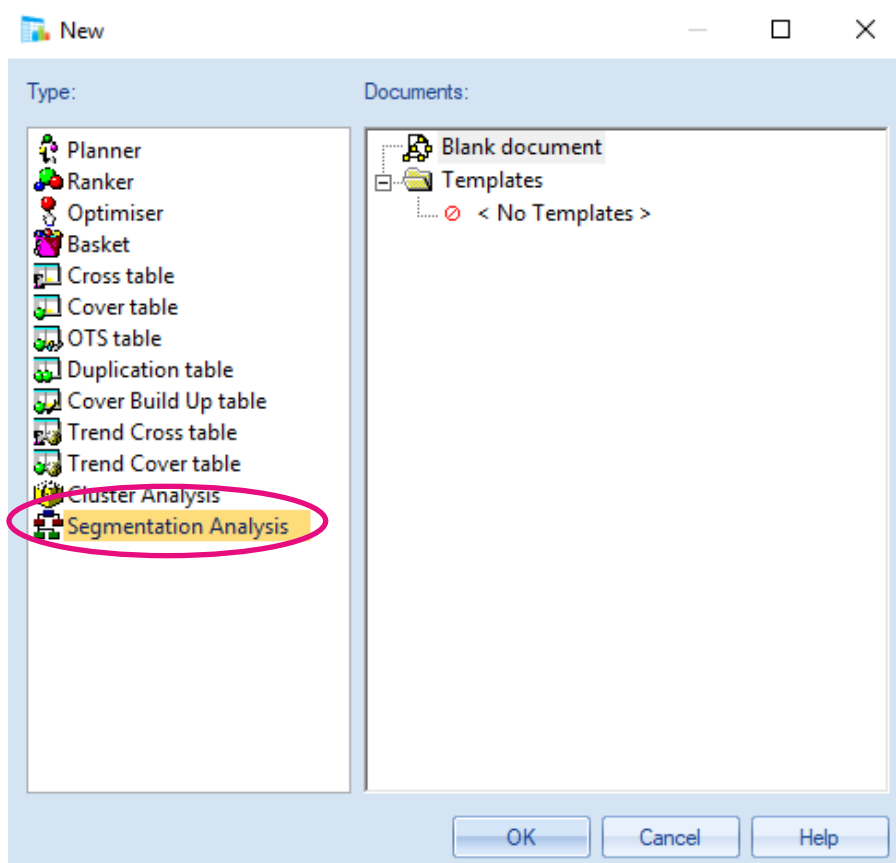 New
Type:
Documents:
Planner
Ranker
Optimiser
Basket
Cross table
Cover table
OTS table
Duplication table
Cover Build Up table
Trend Cross table
Trend Cover table
Cluster Analysis
Segmentation Analysis
Blank document
Templates
< No Templates >
OK
Cancel
Help